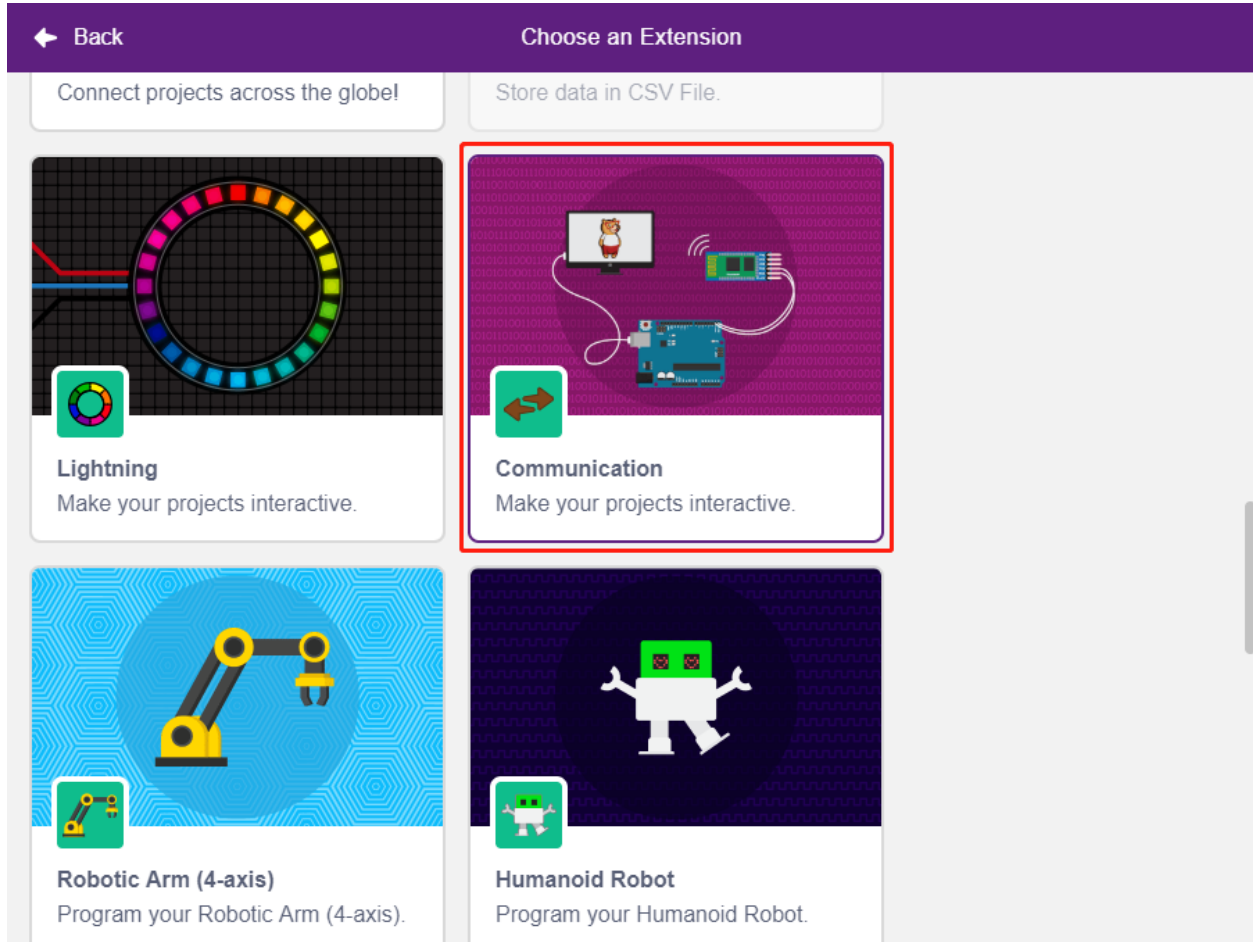 Back
Choose an Extension
Connect projects across the globe!
Store data in CSV File.
Lightning
Make your projects interactive.
Communication
Make your projects interactive.
Robotic Arm (4-axis)
Program your Robotic Arm (4-axis).
Humanoid Robot
Program your Humanoid Robot.